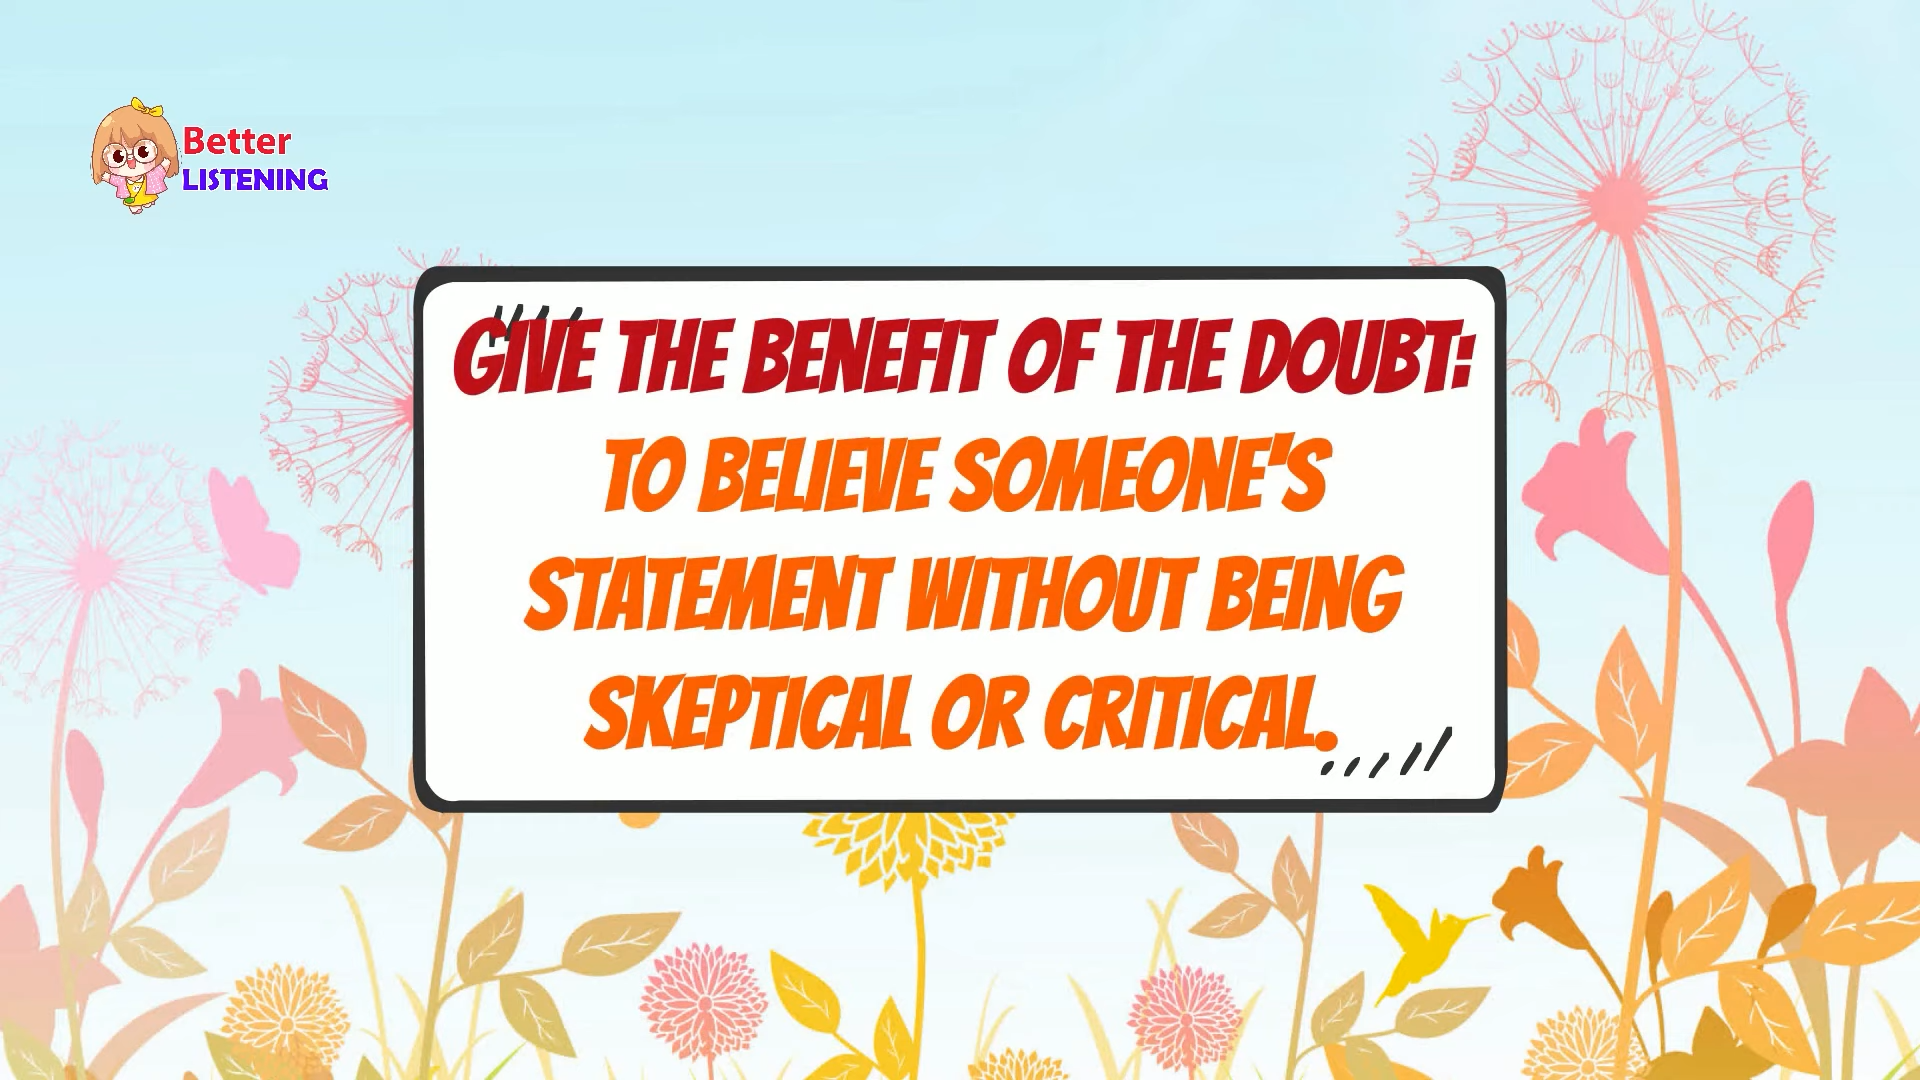 Better
LISTENING
GIVE THE BENEFIT OF THE DOUBT:
TO BELIEVE SOMEONE'S
STATEMENT WITHOUT BEING
SKEPTICAL OR CRITICAL.